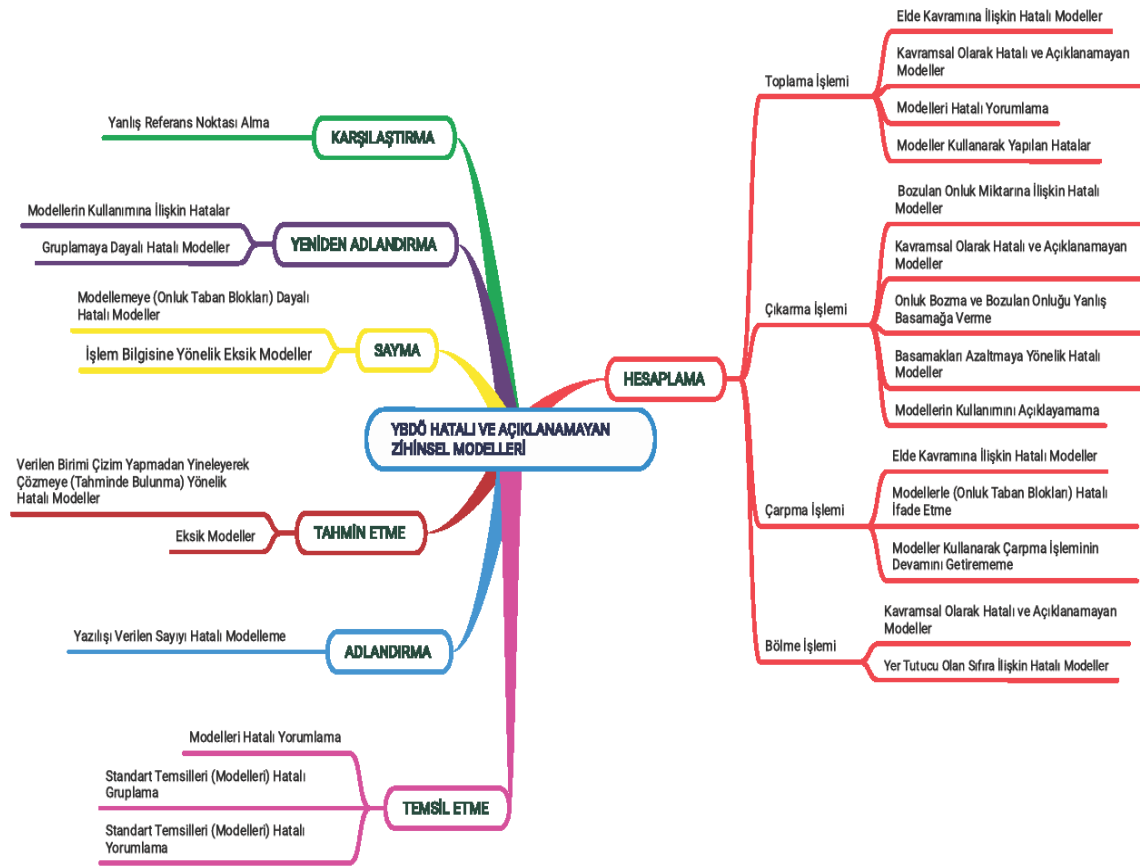 YBDÖ HATALI VE AÇIKLANAMAYAN
ZİHİNSEL MODELLERİ
KARŞILAŞTIRMA
Yanlış Referans Noktası Alma
YENİDEN ADLANDIRMA
Modellerin Kullanımına İlişkin Hatalar
Gruplamaya Dayalı Hatalı Modeller
SAYMA
Modellemeye (Onluk Taban Blokları) Dayalı
Hatalı Modeller
İşlem Bilgisine Yönelik Eksik Modeller
TAHMİN ETME
Verilen Birimi Çizim Yapmadan Yineleyerek
Çözmeye (Tahminde Bulunma) Yönelik
Hatalı Modeller
Eksik Modeller
ADLANDIRMA
Yazılışı Verilen Sayıyı Hatalı Modelleme
TEMSİL ETME
Modelleri Hatalı Yorumlama
Standart Temsilleri (Modelleri) Hatalı
Gruplama
Standart Temsilleri (Modelleri) Hatalı
Yorumlama
HESAPLAMA
Toplama İşlemi
Elde Kavramına İlişkin Hatalı Modeller
Kavramsal Olarak Hatalı ve Açıklanamayan
Modeller
Modelleri Hatalı Yorumlama
Modeller Kullanarak Yapılan Hatalar
Çıkarma İşlemi
Bozulan Onluk Miktarına İlişkin Hatalı
Modeller
Kavramsal Olarak Hatalı ve Açıklanamayan
Modeller
Onluk Bozma ve Bozulan Onluğu Yanlış
Basamağa Verme
Basamakları Azaltmaya Yönelik Hatalı
Modeller
Modellerin Kullanımını Açıklayamama
Çarpma İşlemi
Elde Kavramına İlişkin Hatalı Modeller
Modellerle (Onluk Taban Blokları) Hatalı
İfade Etme
Modeller Kullanarak Çarpma İşleminin
Devamını Getirememe
Bölme İşlemi
Kavramsal Olarak Hatalı ve Açıklanamayan
Modeller
Yer Tutucu Olan Sıfıra İlişkin Hatalı Modeller